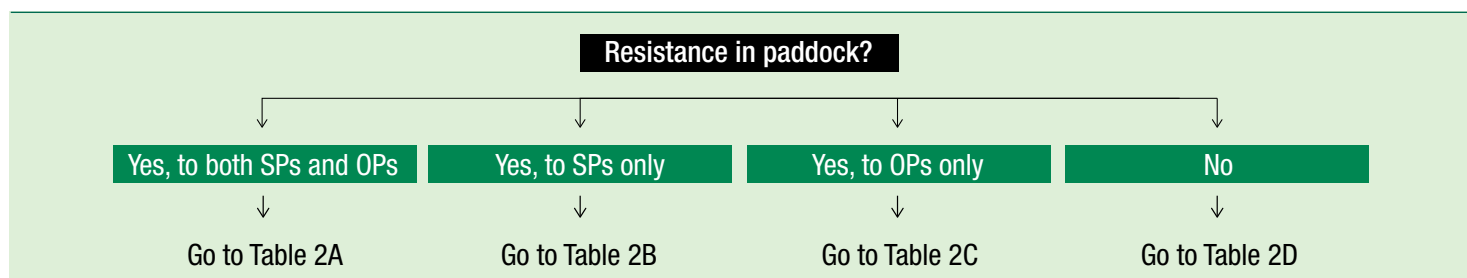 Resistance in paddock?
Yes, to both SPs and OPs
Yes, to SPs only
Yes, to OPs only
No
Go to Table 2A
Go to Table 2B
Go to Table 2C
Go to Table 2D